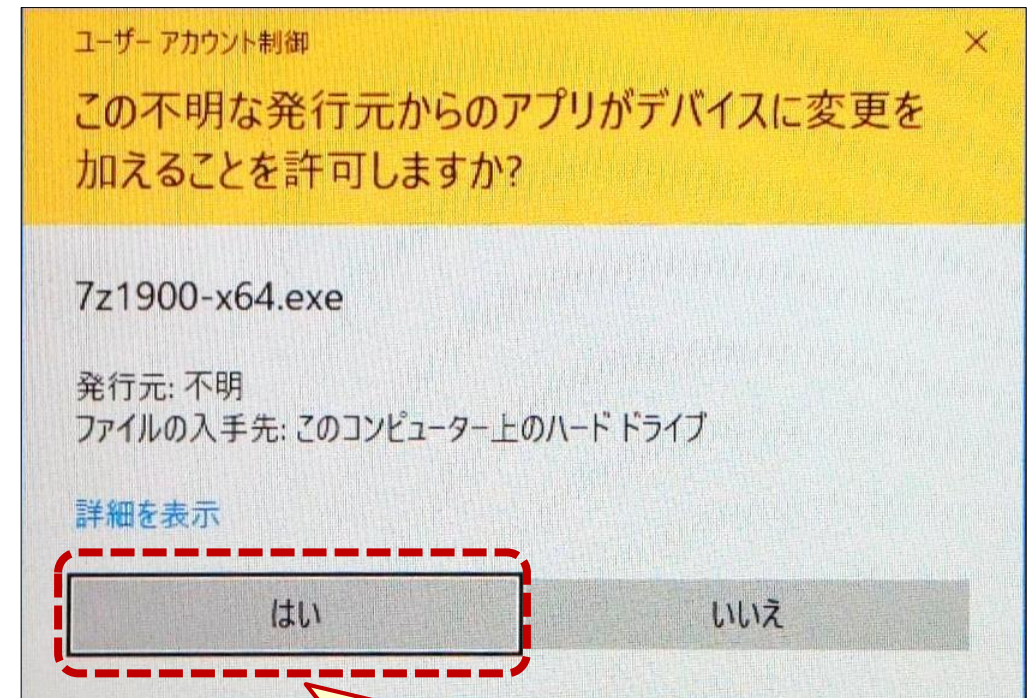 ユーザー アカウント制御
×
この不明な発行元からのアプリがデバイスに変更を
加えることを許可しますか?
7z1900-x64.exe
発行元: 不明
ファイルの入手先: このコンピューター上のハード ドライブ
詳細を表示
はい
いいえ